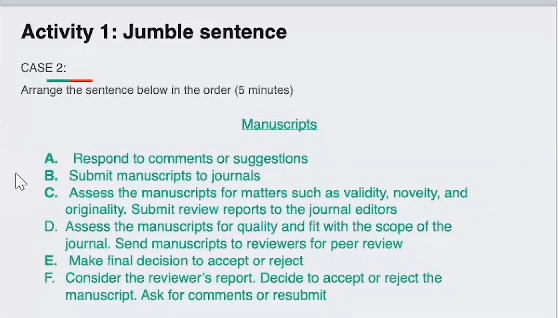 Activity 1: Jumble sentence
CASE 2:
Arrange the sentence below in the order (5 minutes)
Manuscripts
A. Respond to comments or suggestions
B. Submit manuscripts to journals
C. Assess the manuscripts for matters such as validity, novelty, and
originality. Submit review reports to the journal editors
D. Assess the manuscripts for quality and fit with the scope of the
journal. Send manuscripts to reviewers for peer review
E. Make final decision to accept or reject
F. Consider the reviewer's report. Decide to accept or reject the
manuscript. Ask for comments or resubmit